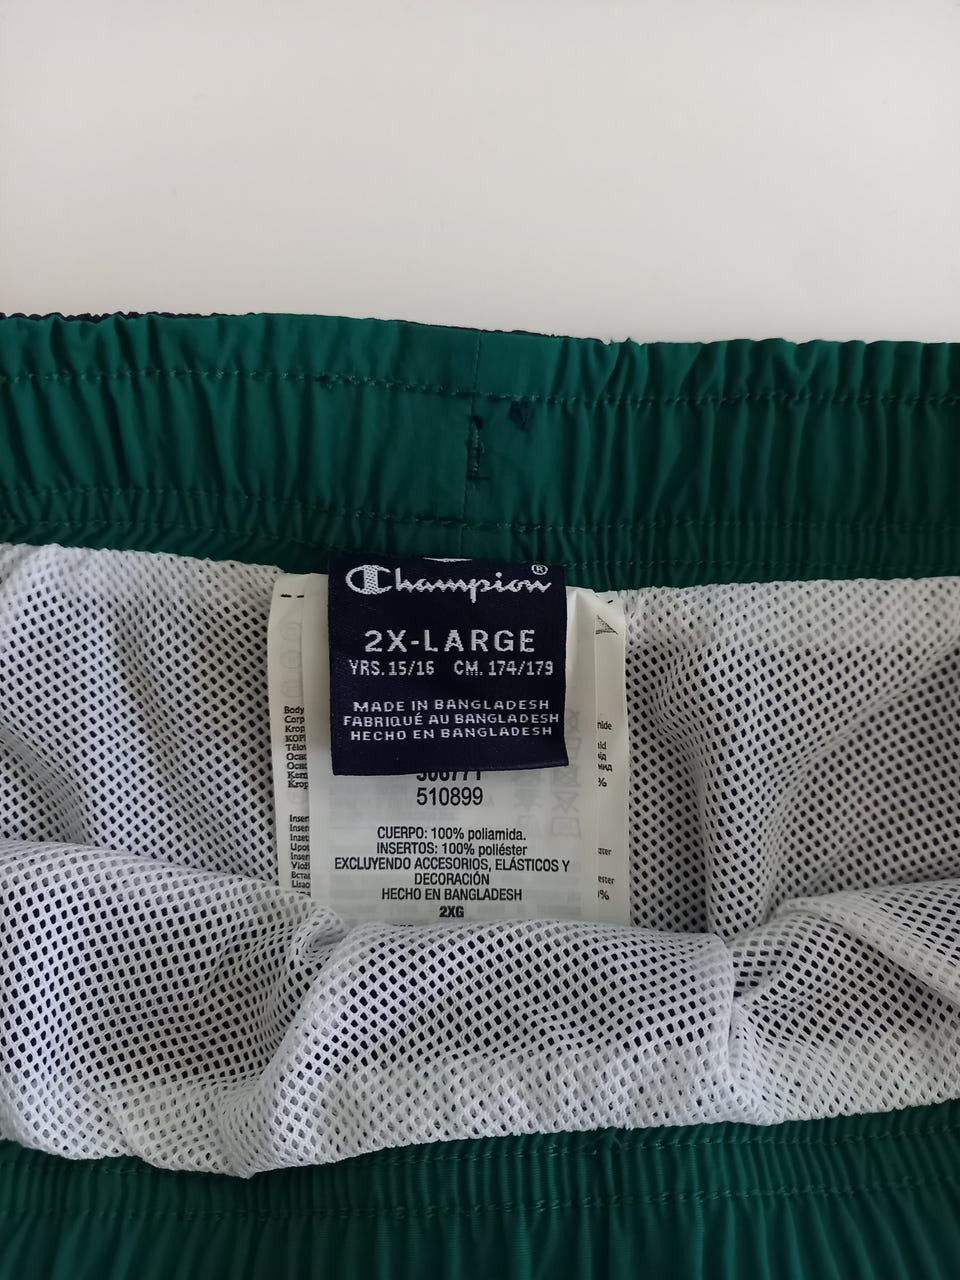 Champion®
2X-LARGE
YRS. 15/16 CM. 174/179
MADE IN BANGLADESH
FABRIQUÉ AU BANGLADESH
HECHO EN BANGLADESH
510899
CUERPO: 100% poliamida.
INSERTOS: 100% poliéster
EXCLUYENDO ACCESORIOS, ELÁSTICOS Y
DECORACIÓN
HECHO EN BANGLADESH
2XG
Body